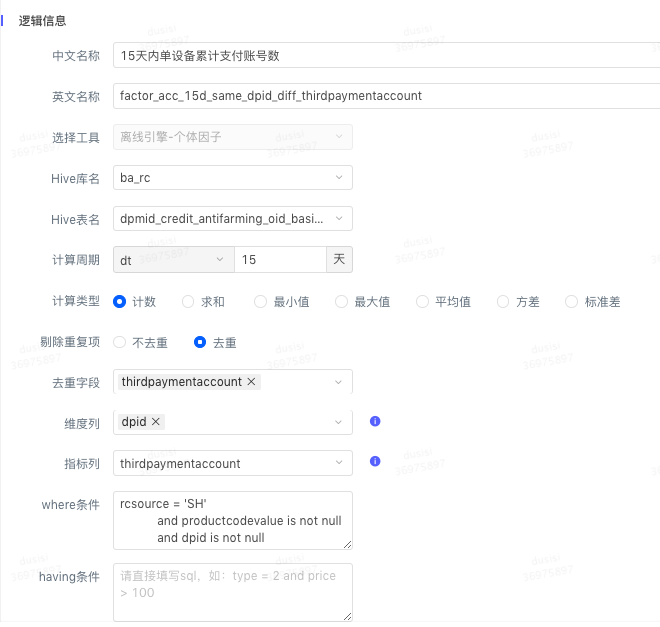 逻辑信息
中文名称 15天内单设备累计支付账号数
英文名称 factor_acc_15d_same_dpid_diff_thirdpaymentaccount
选择工具 离线引擎-个体因子
Hive库名 ba_rc
Hive表名 dpmid_credit_antifarming_oid_basi...
计算周期 dt 15 天
计算类型 计数 求和 最小值 最大值 平均值 方差 标准差
剔除重复项 不去重 去重
去重字段 thirdpaymentaccount ×
维度列 dpid ×
指标列 thirdpaymentaccount
where条件 rcsource = 'SH'
and productcodevalue is not null
and dpid is not null
having条件 请直接填写sql，如：type = 2 and price
> 100